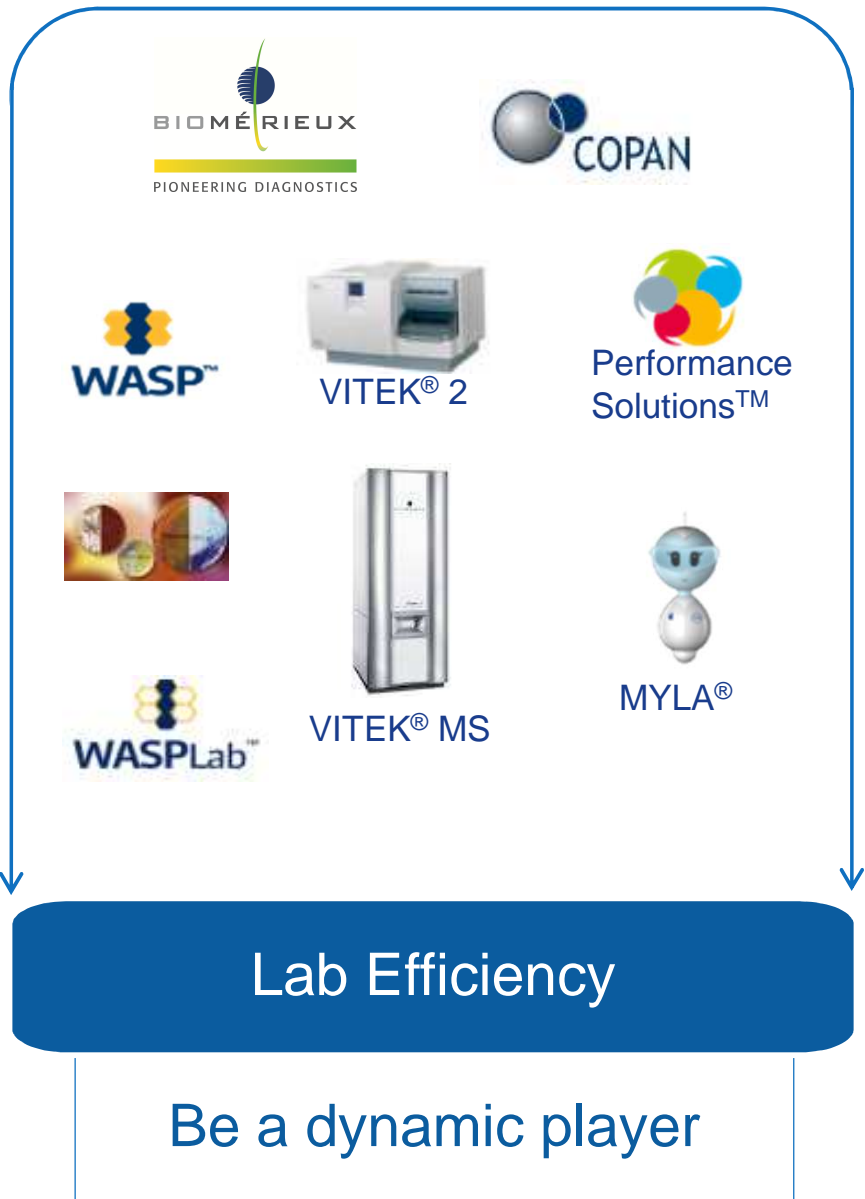 BIOMÉRIEUX
PIONEERING DIAGNOSTICS
COPAN
WASP™
VITEK® 2
Performance
Solutions™
VITEK® MS
MYLA®
WASPLab™
Lab Efficiency
Be a dynamic player